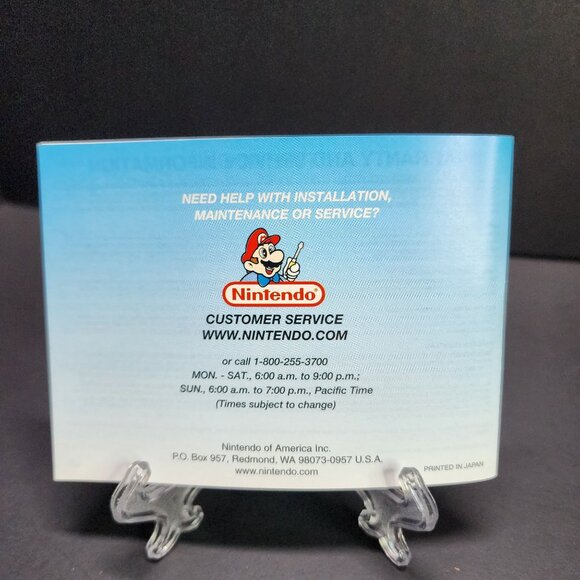 NEED HELP WITH INSTALLATION,
MAINTENANCE OR SERVICE?
Nintendo®
CUSTOMER SERVICE
WWW.NINTENDO.COM
or call 1-800-255-3700
MON. - SAT., 6:00 a.m. to 9:00 p.m.;
SUN., 6:00 a.m. to 7:00 p.m., Pacific Time
(Times subject to change)
Nintendo of America Inc.
P.O. Box 957, Redmond, WA 98073-0957 U.S.A.
www.nintendo.com
PRINTED IN JAPAN